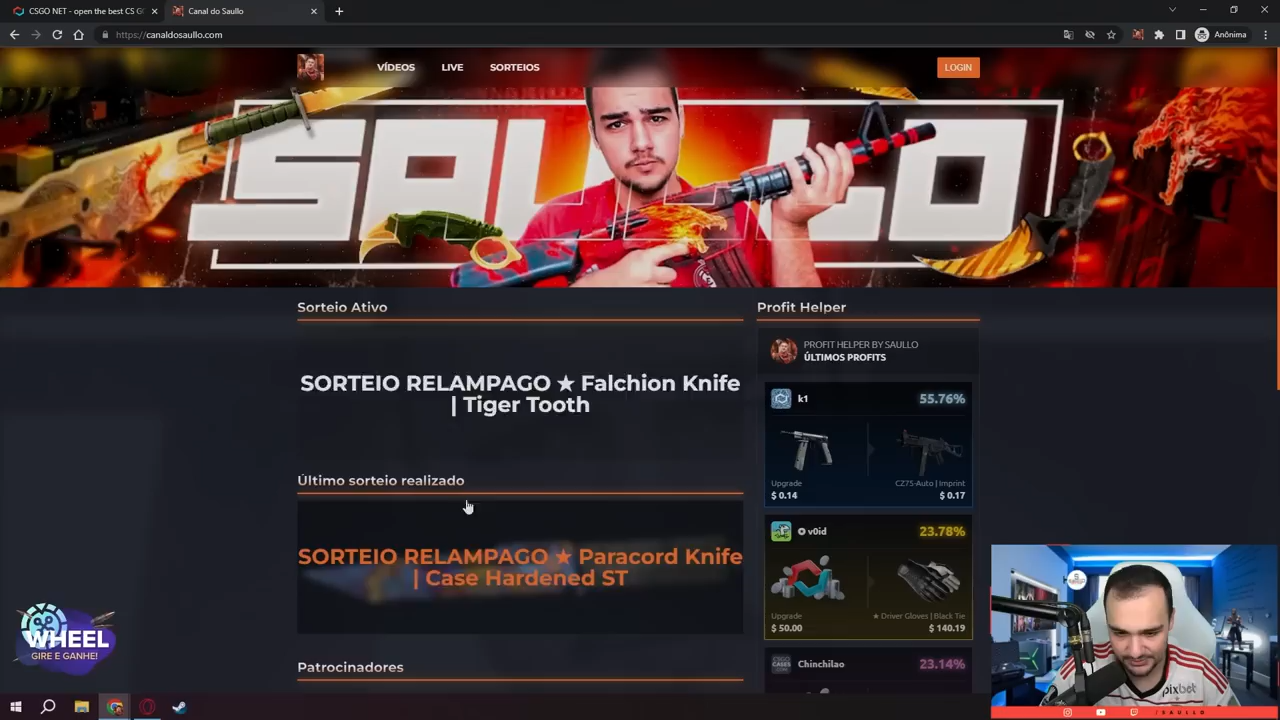 CSGO NET - open the best CS G
Canal do Saullo
https://canaldosaullo.com
Anônima
VÍDEOS
LIVE
SORTEIOS
LOGIN
SAULLO
Sorteio Ativo
SORTEIO RELAMPAGO ★ Falchion Knife
| Tiger Tooth
Último sorteio realizado
SORTEIO RELAMPAGO ★ Paracord Knife
| Case Hardened ST
Patrocinadores
Profit Helper
PROFIT HELPER BY SAULLO
ÚLTIMOS PROFITS
k1
55.76%
Upgrade
CZ75-Auto | Imprint
$ 0.14
$ 0.17
v0id
23.78%
Upgrade
★ Driver Gloves | Black Tie
$ 50.00
$ 140.19
Chinchilao
23.14%
WHEEL
GIRE E GANHE!
pixbet
/SAULLO